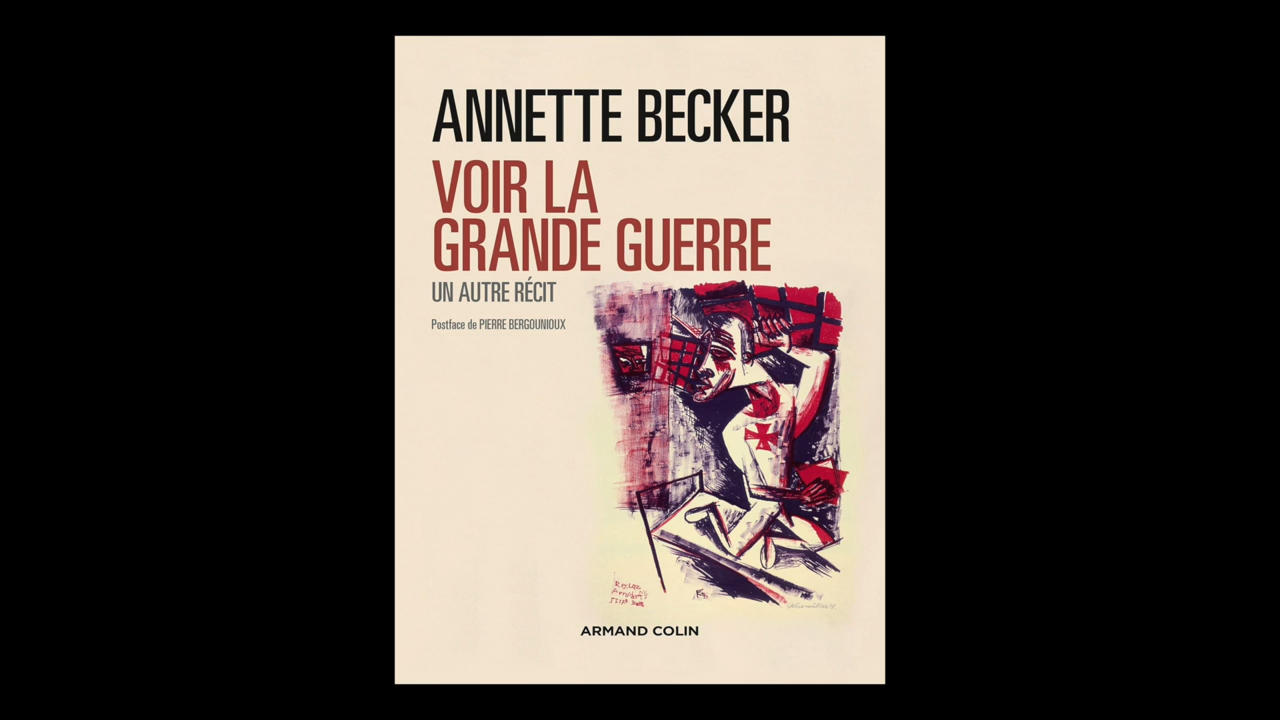 ANNETTE BECKER
VOIR LA
GRANDE GUERRE
UN AUTRE RÉCIT
Postface de PIERRE BERGOUNIOUX
ARMAND COLIN